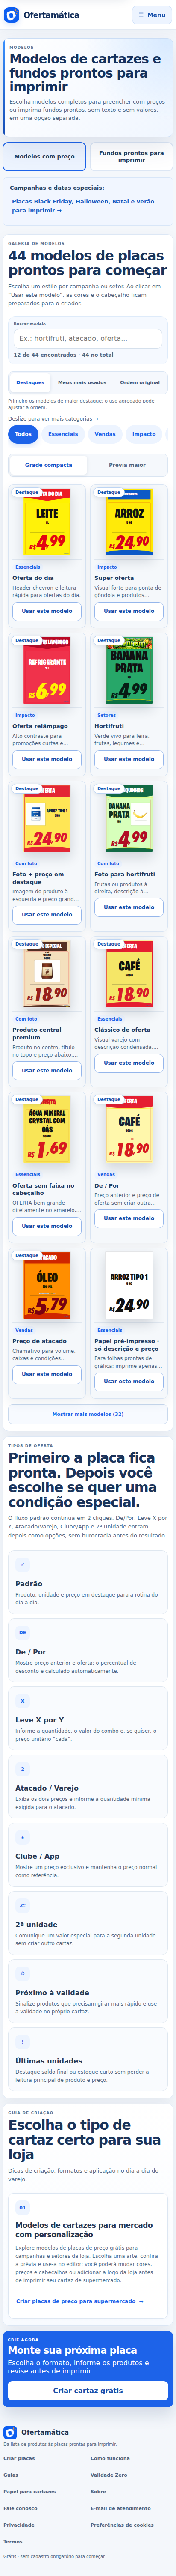 Ofertamática
☰ Menu
MODELOS
Modelos de cartazes e
fundos prontos para
imprimir
Escolha modelos completos para preencher com preços
ou imprima fundos prontos, sem texto ou somente com
uma palavra, em uma página separada.
Modelos com preço
Fundos prontos para
imprimir
Campanhas e datas especiais:
Placas Black Friday, Halloween, Natal e verão
para imprimir →
GALERIA DE MODELOS
44 modelos de placas
prontos para começar
Escolha um estilo por campanha ou setor. Ao clicar em
“Usar este modelo”, as cores e o cabeçalho ficam
preparados para o criador.
Buscar modelo
Ex.: hortifruti, atacado, oferta...
12 de 44 encontrados · 44 no total
Destaques
Mais usados
Ordem original
Primeiro os modelos de maior destaque, o uso agregado pode
ajustar a ordem.
Deslize para ver mais categorias →
Todos
Essenciais
Vendas
Impacto
Grade compacta
Prévia maior
Destaque
LEITE
4,99
Essenciais
Oferta do dia
Header chevron e leitura
rápida para ofertas do dia.
Usar este modelo
Destaque
ARROZ
24,90
Impacto
Super oferta
Visual forte para ponta de
gôndola e produtos...
Usar este modelo
Destaque
RELÂMPAGO
REFRIGERANTE
R$ 6,99
Impacto
Oferta relâmpago
Alto contraste para
promoções curtas e...
Usar este modelo
Destaque
BANANA
PRATA
4,99
Setores
Hortifruti
Verde vivo para feira,
frutas, legumes e...
Usar este modelo
Destaque
ARROZ TIPO 1
R$ 24,90
Com foto
Foto + preço em
destaque
Imagem do produto à
esquerda e preço grand...
Usar este modelo
Destaque
BANANA
PRATA
R$ 4,99
Com foto
Foto para hortifruti
Frutas ou produtos à
direita, descrição à...
Usar este modelo
Destaque
ESPECIAL
R$ 18,90
Com foto
Produto central
premium
Produto no centro, título
no topo e preço abaixo....
Usar este modelo
Destaque
OFERTA
CAFÉ
R$ 18,90
Essenciais
Clássico de oferta
Visual varejo com
descrição condensada,...
Usar este modelo
Destaque
OFERTA
ÁGUA MINERAL
CRYSTAL COM
GÁS
R$ 1,69
Essenciais
Oferta sem faixa no
cabeçalho
OFERTA bem grande
diretamente no amarelo,...
Usar este modelo
Destaque
OFERTA
CAFÉ
R$ 18,90
Vendas
De / Por
Preço anterior e preço de
oferta sem criar outra...
Usar este modelo
Destaque
ATACADO
ÓLEO
R$ 5,79
Vendas
Preço de atacado
Chamativo para volume,
caixas e condições...
Usar este modelo
Destaque
ARROZ TIPO 1
R$ 24,90
Essenciais
Papel pré-impresso ·
só descrição e preço
Para folhas prontas de
gráfica: imprime apenas...
Usar este modelo
Mostrar mais modelos (32)
TIPOS DE OFERTA
Primeiro a placa fica
pronta. Depois você
escolhe se quer uma
condição especial.
O fluxo padrão continua em 2 cliques. De/Por, Leve X por
Y, Atacado/Varejo, Clube/App e 2ª unidade entram
depois como opções, sem burocracia antes do resultado.
✓
Padrão
Produto, unidade e preço em destaque para a rotina do
dia a dia.
DE
De / Por
Mostre preço anterior e oferta; o percentual de
desconto é calculado automaticamente.
X
Leve X por Y
Informe a quantidade, o valor do combo e, se quiser, o
preço unitário “cada”.
2
Atacado / Varejo
Exiba os dois preços e informe a quantidade mínima
exigida para o atacado.
★
Clube / App
Mostre um preço exclusivo e mantenha o preço normal
como referência.
2ª
2ª unidade
Comunique um valor especial para a segunda unidade
sem criar outro cartaz.
Próximo à validade
Sinalize produtos que precisam girar mais rápido e use
a validade no próprio cartaz.
!
Últimas unidades
Destaque saldo final ou estoque curto sem perder a
leitura principal de produto e preço.
GUIA DE CRIAÇÃO
Escolha o tipo de
cartaz certo para sua
loja
Dicas de criação, formatos e aplicação no dia a dia do
varejo.
01
Modelos de cartazes para mercado
com personalização
Explore modelos de placas de preço grátis para
campanhas e setores da loja. Escolha uma arte, confira
a prévia e use-a no editor: você poderá mudar cores,
preços e cabeçalhos ou adicionar a logo da loja antes
de imprimir seu cartaz de supermercado.
Criar placas de preço para supermercado →
CRIE AGORA
Monte sua próxima placa
Escolha o formato, informe os produtos e
revise antes de imprimir.
Criar cartaz grátis
Ofertamática
Da lista de produtos às placas prontas para imprimir.
Criar placas
Como funciona
Guias
Validade Zero
Papel para cartazes
Sobre
Fale conosco
E-mail de atendimento
Privacidade
Preferências de cookies
Termos
Grátis · sem cadastro obrigatório para começar